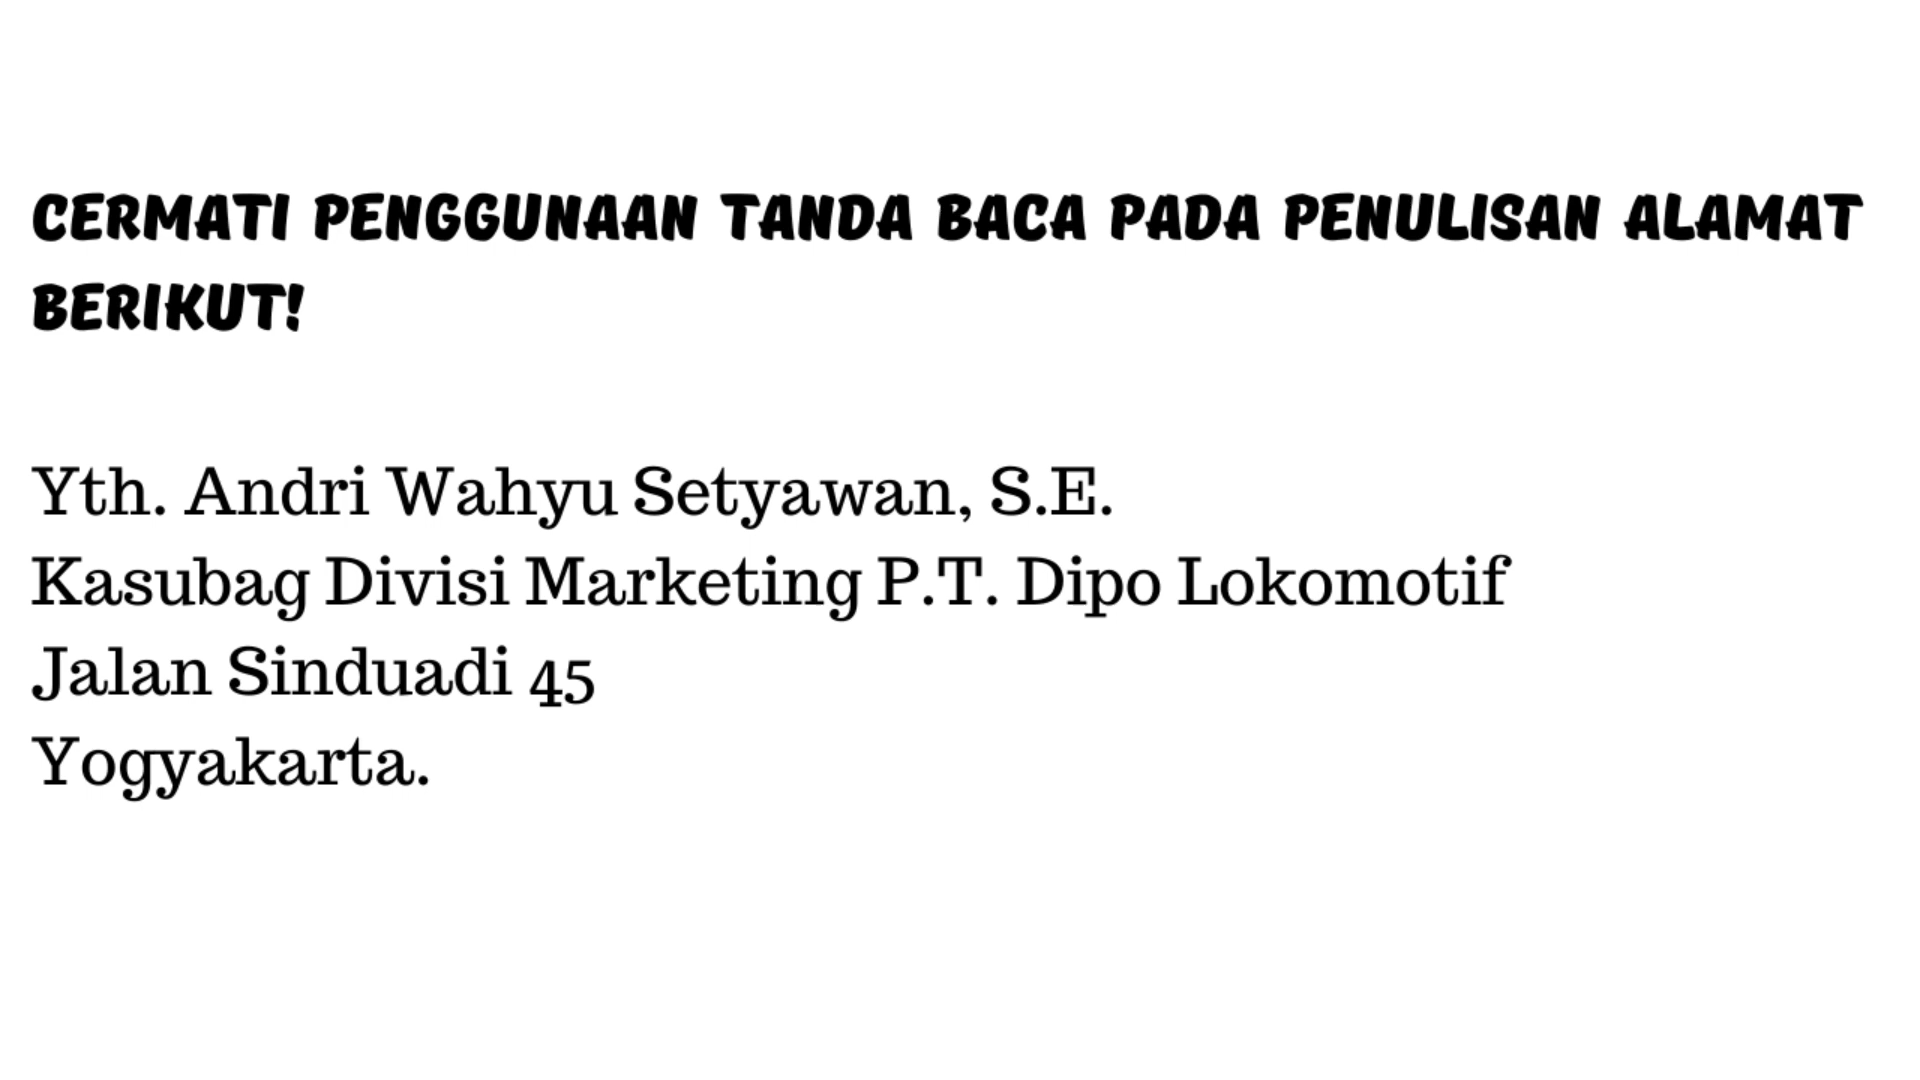 CERMATI PENGGUNAAN TANDA BACA PADA PENULISAN ALAMAT
BERIKUT!
Yth. Andri Wahyu Setyawan, S.E.
Kasubag Divisi Marketing P.T. Dipo Lokomotif
Jalan Sinduadi 45
Yogyakarta.